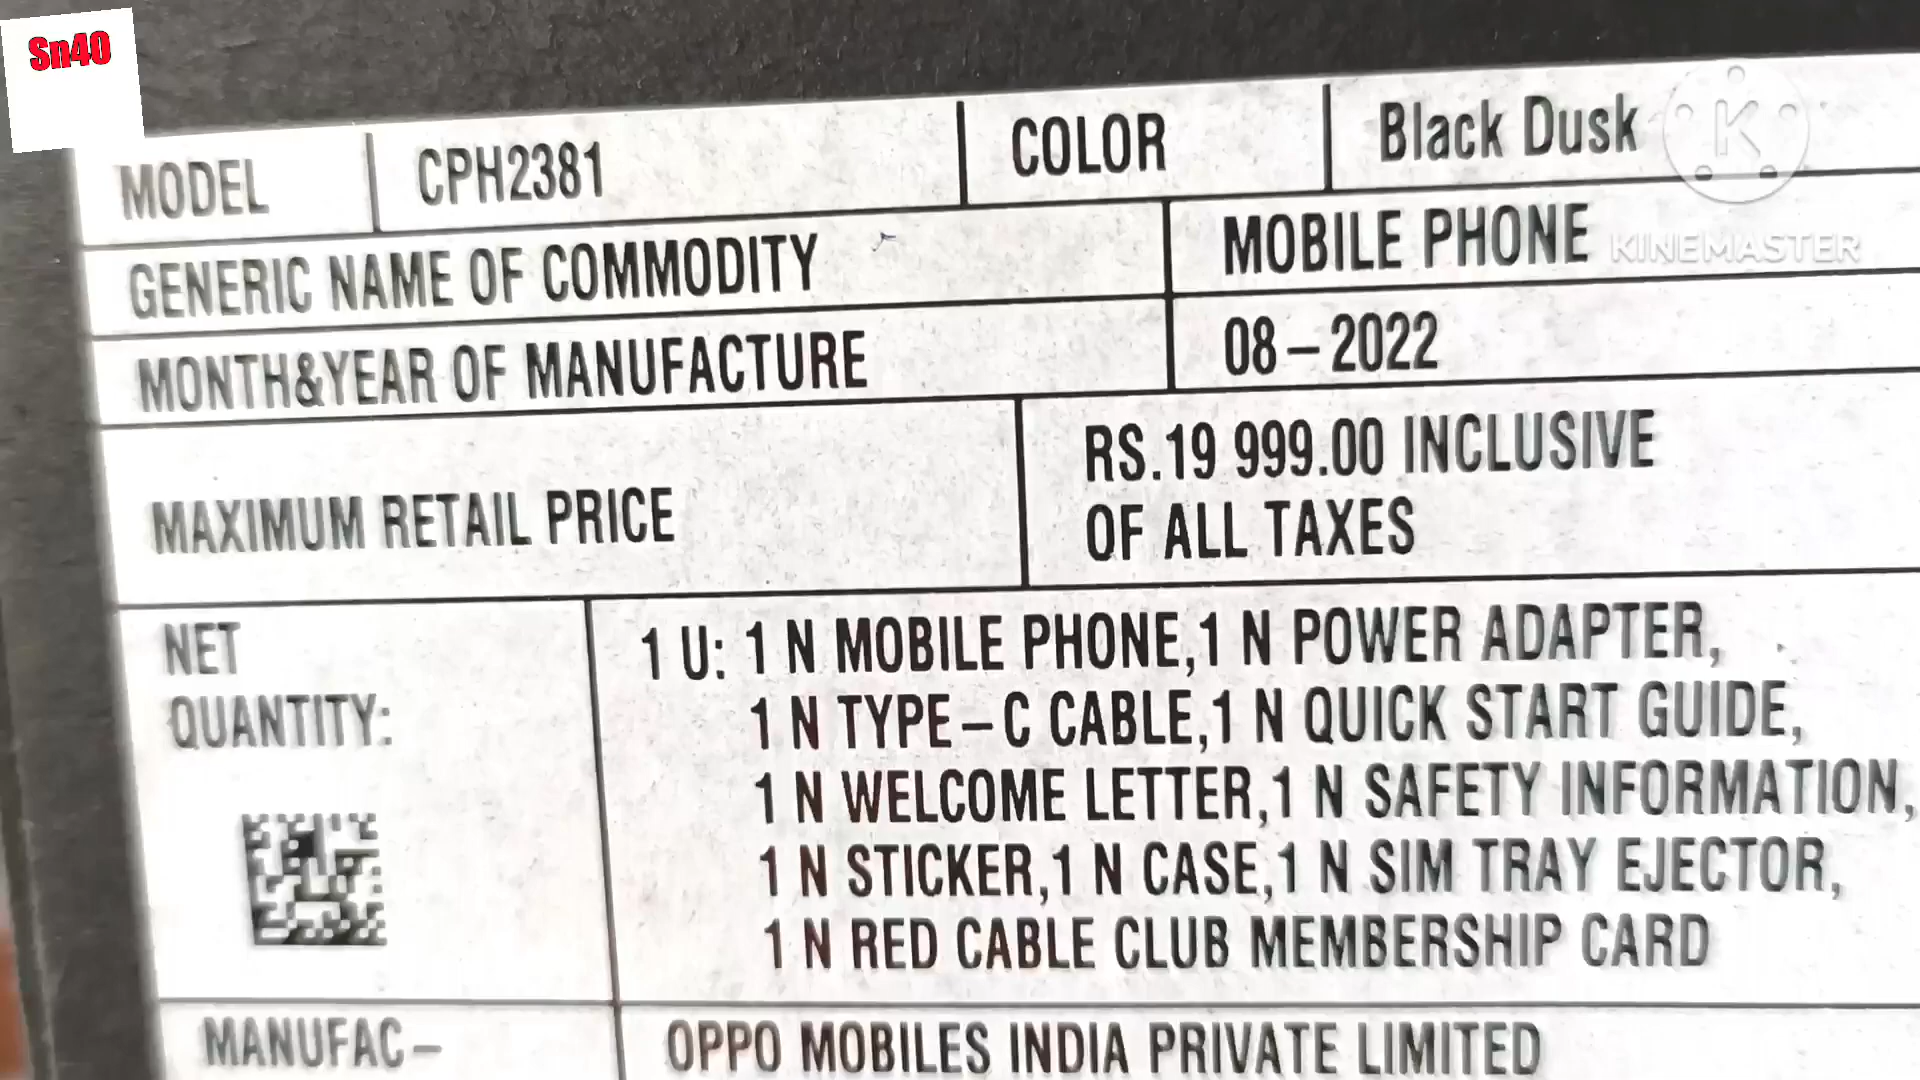 Sn40
MODEL CPH2381 COLOR Black Dusk
GENERIC NAME OF COMMODITY MOBILE PHONE
KINEMASTER
MONTH&YEAR OF MANUFACTURE 08-2022
MAXIMUM RETAIL PRICE RS.19 999.00 INCLUSIVE
OF ALL TAXES
NET
QUANTITY:
1 U: 1 N MOBILE PHONE,1 N POWER ADAPTER,
1 N TYPE-C CABLE,1 N QUICK START GUIDE,
1 N WELCOME LETTER,1 N SAFETY INFORMATION,
1 N STICKER,1 N CASE,1 N SIM TRAY EJECTOR,
1 N RED CABLE CLUB MEMBERSHIP CARD
MANUFAC- OPPO MOBILES INDIA PRIVATE LIMITED